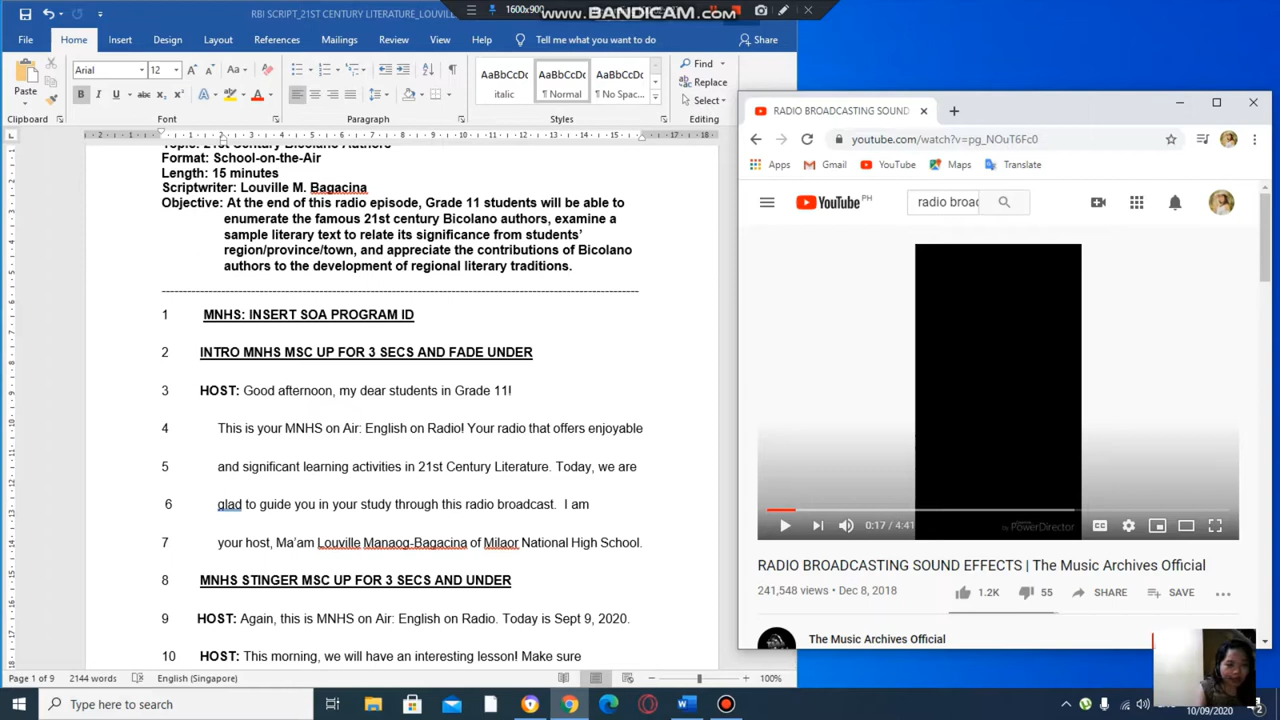 RBI SCRIPT_21ST CENTURY LITERATURE_LOUVILL
1600x900
www.BANDICAM.com
File Home Insert Design Layout References Mailings Review View Help Tell me what you want to do Share
Paste
Arial 12
Aa
AaBbCcDc AaBbCcDc AaBbCcDc
italic ¶ Normal ¶ No Spac...
Find
Replace
Select
Clipboard Font Paragraph Styles Editing
Topic: 21st Century Bicolano Authors
Format: School-on-the-Air
Length: 15 minutes
Scriptwriter: Louville M. Bagacina
Objective: At the end of this radio episode, Grade 11 students will be able to
enumerate the famous 21st century Bicolano authors, examine a
sample literary text to relate its significance from students’
region/province/town, and appreciate the contributions of Bicolano
authors to the development of regional literary traditions.
1 MNHS: INSERT SOA PROGRAM ID
2 INTRO MNHS MSC UP FOR 3 SECS AND FADE UNDER
3 HOST: Good afternoon, my dear students in Grade 11!
4 This is your MNHS on Air: English on Radio! Your radio that offers enjoyable
5 and significant learning activities in 21st Century Literature. Today, we are
6 glad to guide you in your study through this radio broadcast. I am
7 your host, Ma’am Louville Manaog-Bagacina of Milaor National High School.
8 MNHS STINGER MSC UP FOR 3 SECS AND UNDER
9 HOST: Again, this is MNHS on Air: English on Radio. Today is Sept 9, 2020.
10 HOST: This morning, we will have an interesting lesson! Make sure
Page 1 of 9 2144 words English (Singapore) 100%
RADIO BROADCASTING SOUND
youtube.com/watch?v=pg_NOuT6Fc0
Apps Gmail YouTube Maps Translate
YouTube PH
radio broad
by PowerDirector
0:17 / 4:41
RADIO BROADCASTING SOUND EFFECTS | The Music Archives Official
241,548 views • Dec 8, 2018
1.2K 55 SHARE SAVE
The Music Archives Official
Type here to search
10/09/2020